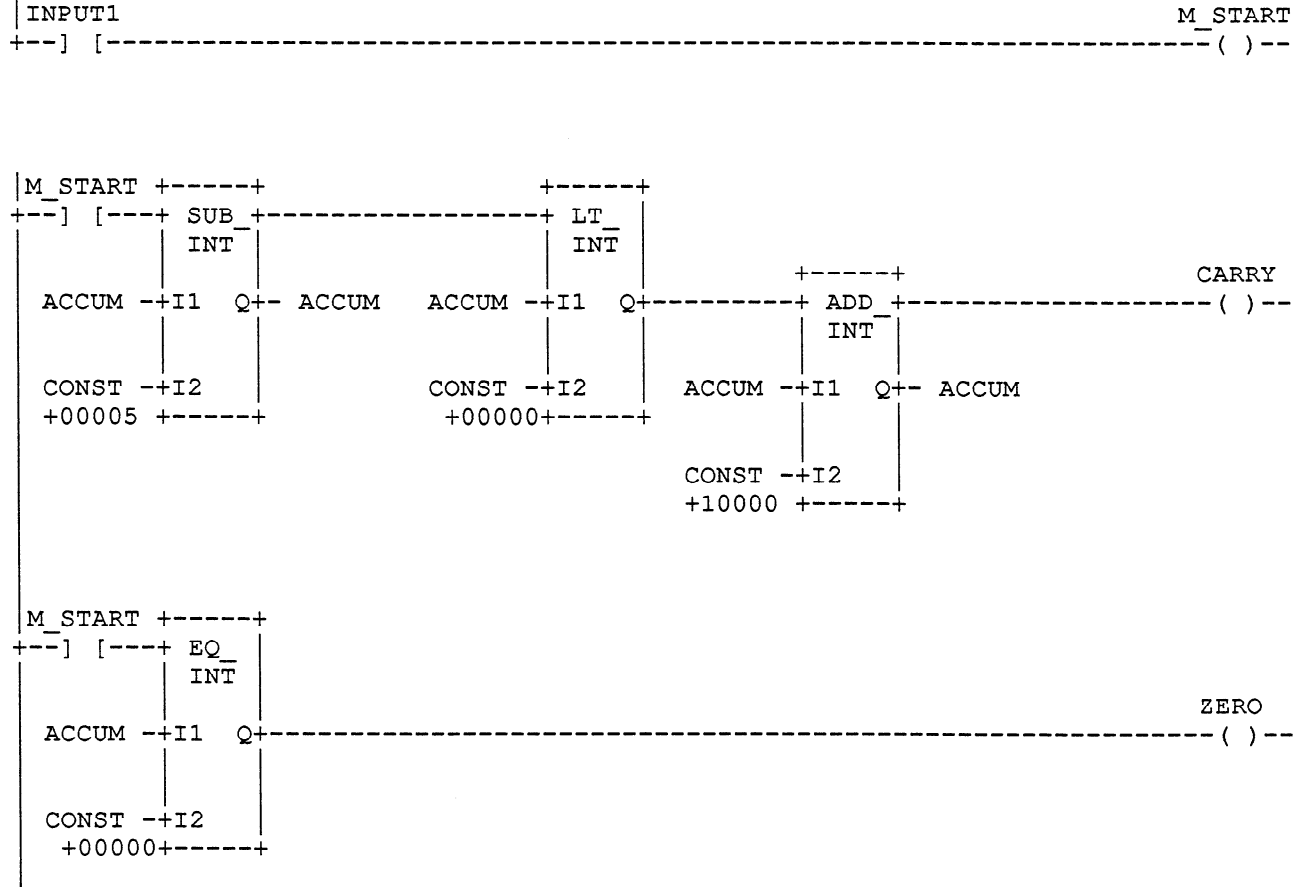 INPUT1 M_START
+--] [--( )--
M_START +-----+ +-----+
+--] [----+ SUB_+--+ LT_
INT INT
+-----+ CARRY
ACCUM -+I1 Q+- ACCUM ACCUM -+I1 Q+--+ ADD_+--( )--
INT
CONST -+I2 CONST -+I2 ACCUM -+I1 Q+- ACCUM
+00005 +-----+ +00000+-----+
CONST -+I2
+10000 +-----+
M_START +-----+
+--] [----+ EQ_
INT
ZERO
ACCUM -+I1 Q+--( )--
CONST -+I2
+00000+-----+